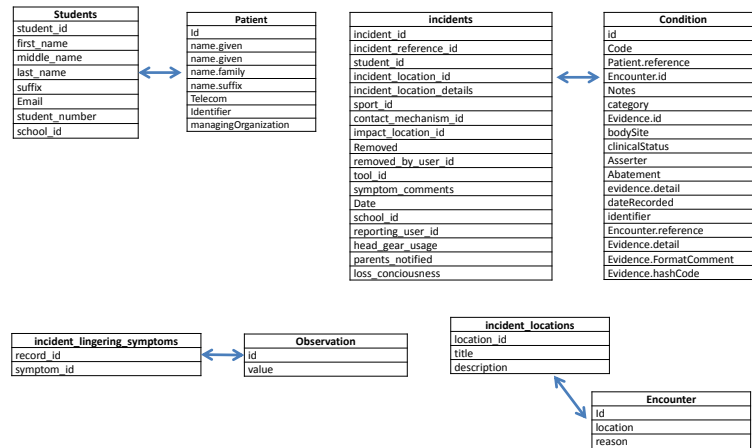 Students
student_id
first_name
middle_name
last_name
suffix
Email
student_number
school_id
Patient
Id
name.given
name.given
name.family
name.suffix
Telecom
Identifier
managingOrganization
incidents
incident_id
incident_reference_id
student_id
incident_location_id
incident_location_details
sport_id
contact_mechanism_id
impact_location_id
Removed
removed_by_user_id
tool_id
symptom_comments
Date
school_id
reporting_user_id
head_gear_usage
parents_notified
loss_conciousness
Condition
id
Code
Patient.reference
Encounter.id
Notes
category
Evidence.id
bodySite
clinicalStatus
Asserter
Abatement
evidence.detail
dateRecorded
identifier
Encounter.reference
Evidence.detail
Evidence.FormatComment
Evidence.hashCode
incident_lingering_symptoms
record_id
symptom_id
Observation
id
value
incident_locations
location_id
title
description
Encounter
Id
location
reason